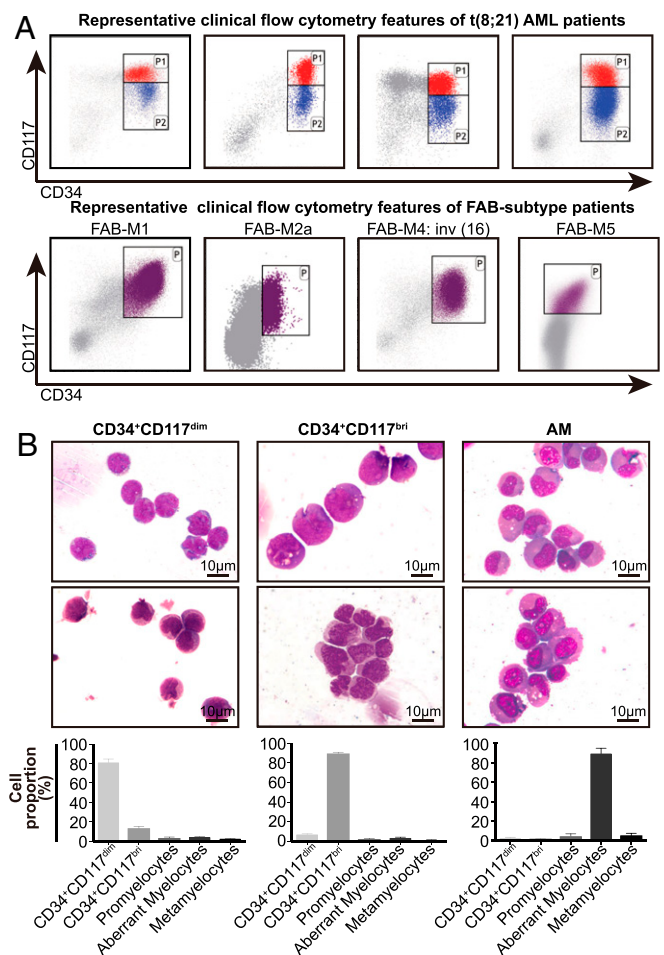 A
Representative clinical flow cytometry features of t(8;21) AML patients
P1
P2
P1
P2
P1
P2
P1
P2
CD117
CD34
Representative clinical flow cytometry features of FAB-subtype patients
FAB-M1
FAB-M2a
FAB-M4: inv (16)
FAB-M5
P
P
P
P
CD117
CD34
B
CD34+CD117dim
CD34+CD117bri
AM
10μm
10μm
10μm
10μm
10μm
10μm
Cell proportion (%)
100
80
60
40
20
0
CD34+CD117dim
CD34+CD117bri
Promyelocytes
Aberrant Myelocytes
Metamyelocytes
100
80
60
40
20
0
CD34+CD117dim
CD34+CD117bri
Promyelocytes
Aberrant Myelocytes
Metamyelocytes
100
80
60
40
20
0
CD34+CD117dim
CD34+CD117bri
Promyelocytes
Aberrant Myelocytes
Metamyelocytes